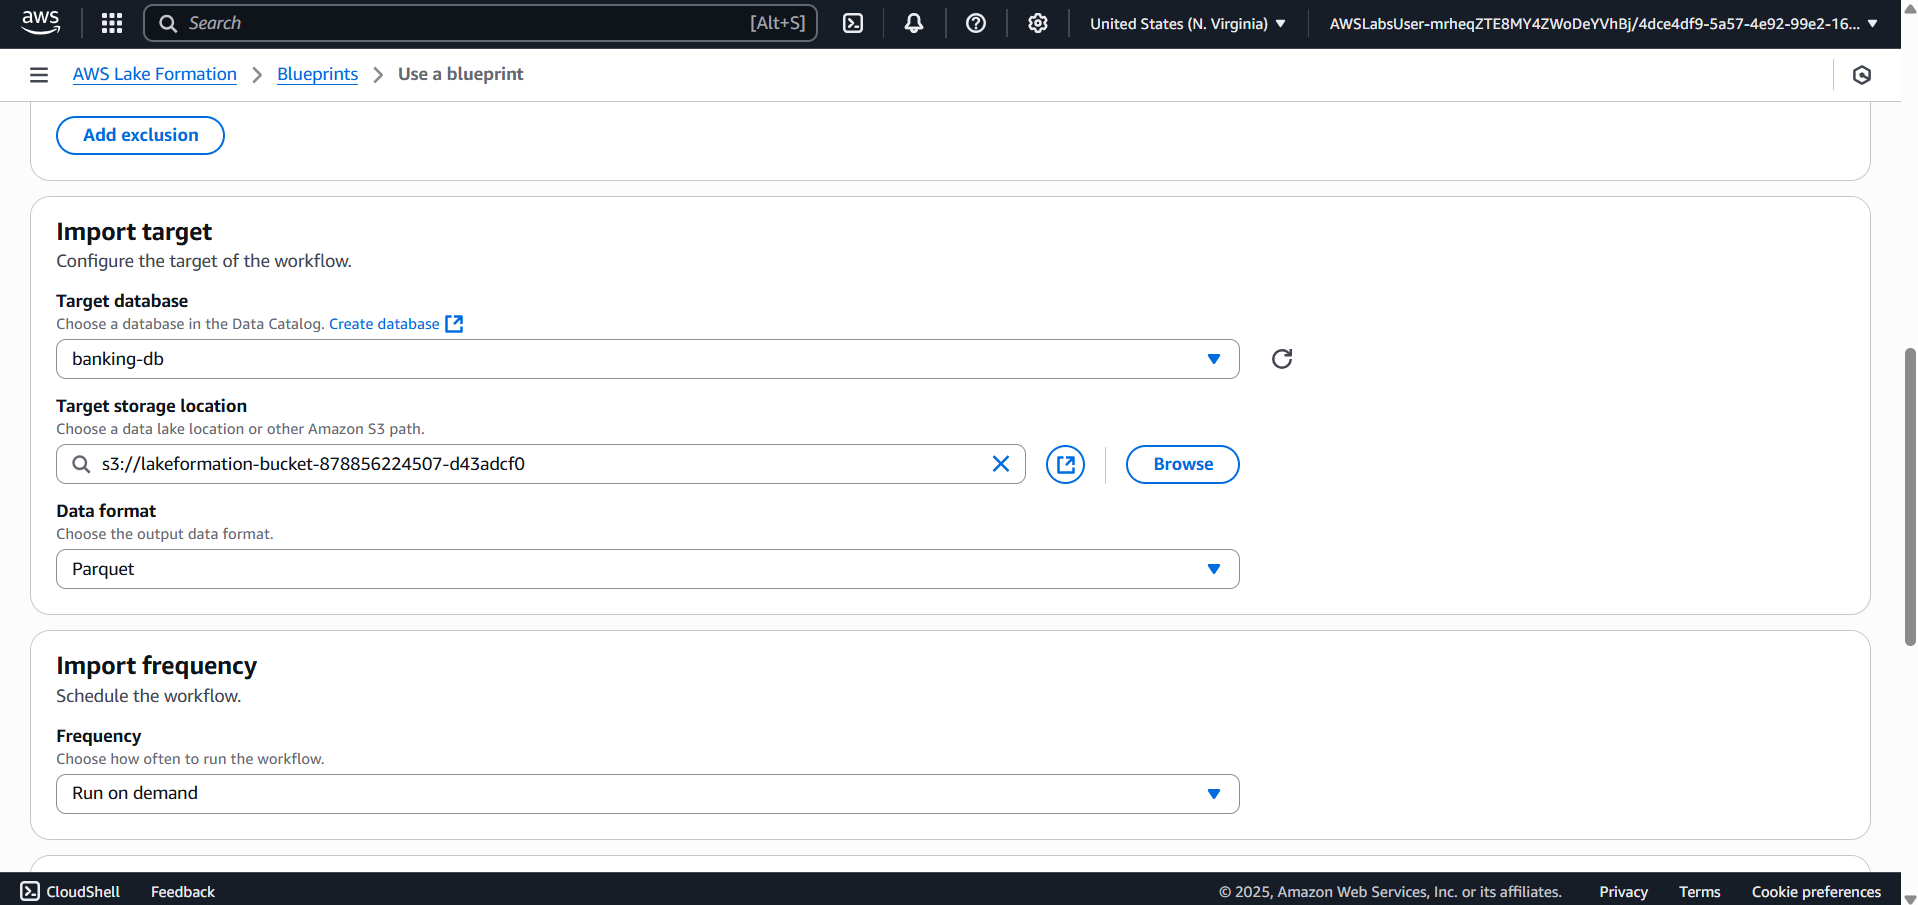 aws
Search [Alt+S]
United States (N. Virginia)
AWSLabsUser-mrheqZTE8MY4ZWoDeYVhBj/4dce4df9-5a57-4e92-99e2-16...
AWS Lake Formation > Blueprints > Use a blueprint
Add exclusion
Import target
Configure the target of the workflow.
Target database
Choose a database in the Data Catalog. Create database
banking-db
Target storage location
Choose a data lake location or other Amazon S3 path.
s3://lakeformation-bucket-878856224507-d43adcf0
Browse
Data format
Choose the output data format.
Parquet
Import frequency
Schedule the workflow.
Frequency
Choose how often to run the workflow.
Run on demand
CloudShell Feedback © 2025, Amazon Web Services, Inc. or its affiliates. Privacy Terms Cookie preferences